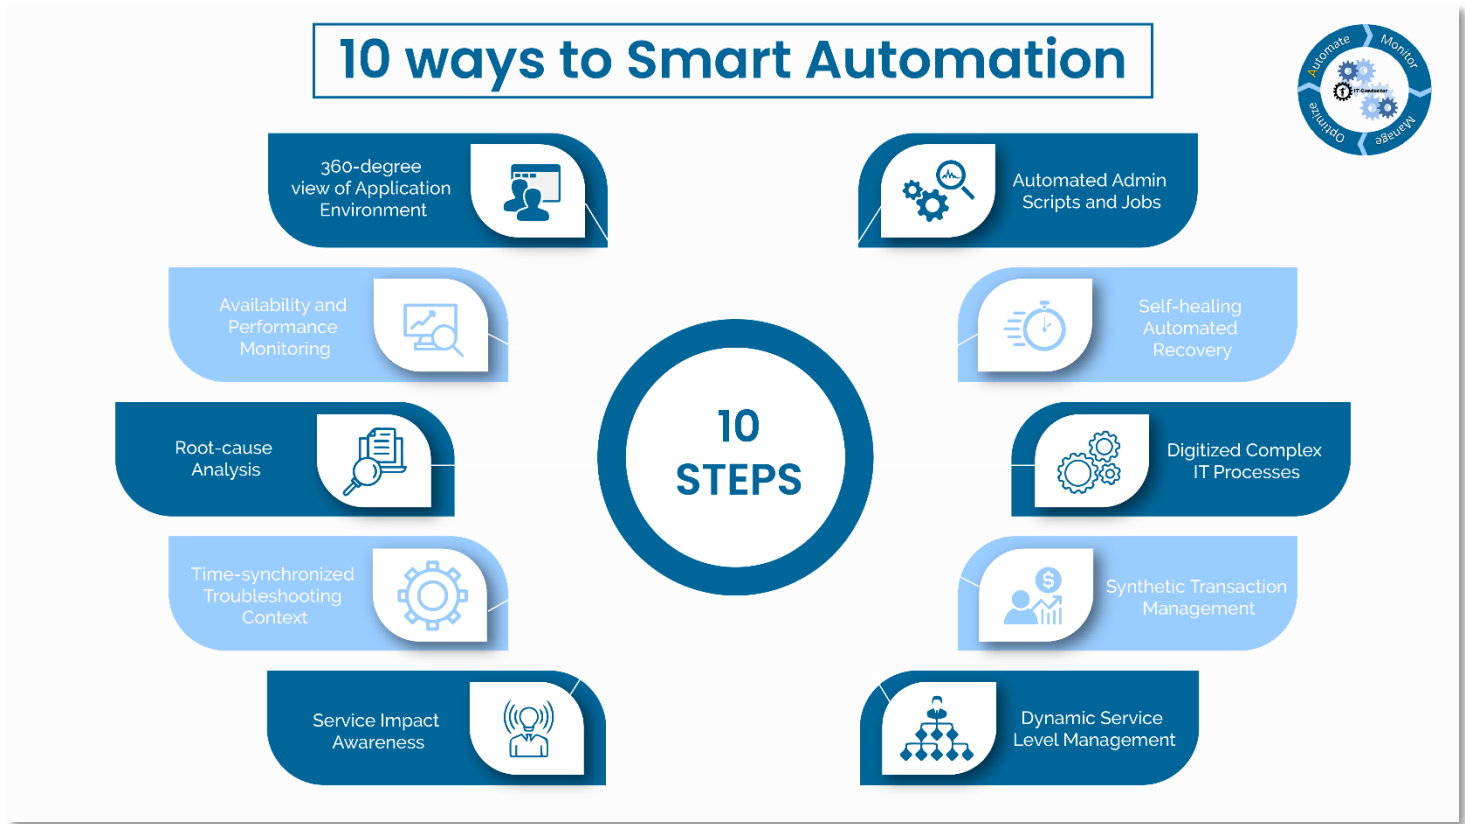 10 ways to Smart Automation
Automate
Monitor
Manage
Optimize
IT-Conductor
360-degree
view of Application
Environment
Availability and
Performance
Monitoring
Root-cause
Analysis
Time-synchronized
Troubleshooting
Context
Service Impact
Awareness
10
STEPS
Automated Admin
Scripts and Jobs
Self-healing
Automated
Recovery
Digitized Complex
IT Processes
$
Synthetic Transaction
Management
Dynamic Service
Level Management